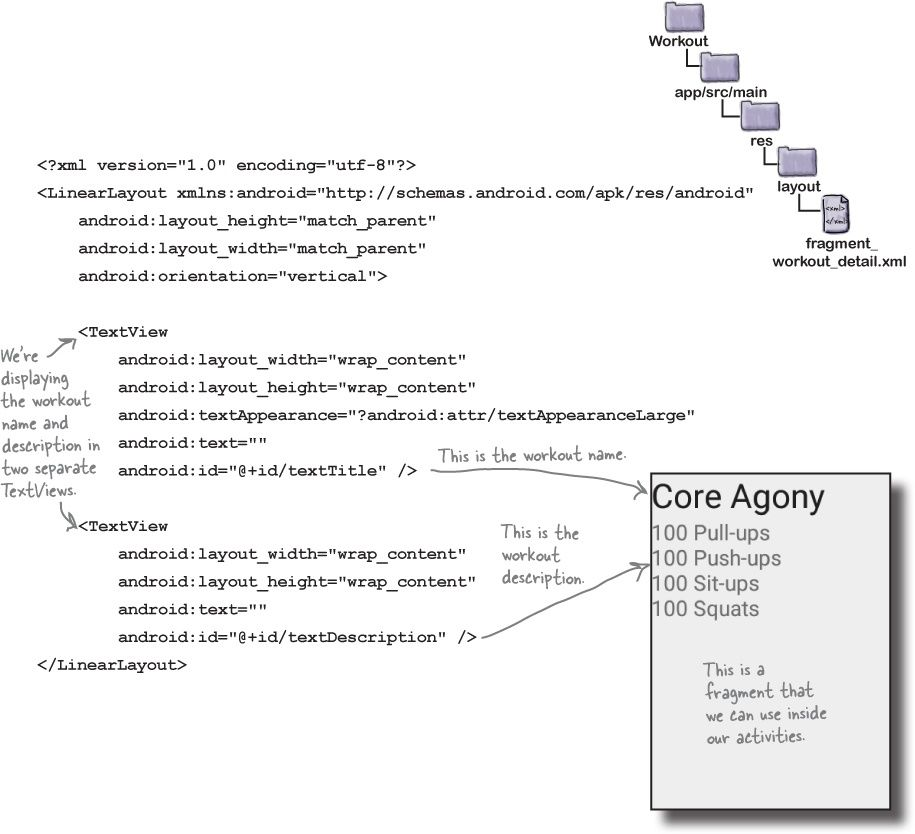 Workout
app/src/main
res
layout
<xml>
</xml>
fragment_
workout_detail.xml
<?xml version="1.0" encoding="utf-8"?>
<LinearLayout xmlns:android="http://schemas.android.com/apk/res/android"
android:layout_height="match_parent"
android:layout_width="match_parent"
android:orientation="vertical">
<TextView
android:layout_width="wrap_content"
android:layout_height="wrap_content"
android:textAppearance="?android:attr/textAppearanceLarge"
android:text=""
android:id="@+id/textTitle" />
We're
displaying
the workout
name and
description in
two separate
TextViews.
This is the workout name.
<TextView
android:layout_width="wrap_content"
android:layout_height="wrap_content"
android:text=""
android:id="@+id/textDescription" />
</LinearLayout>
This is the
workout
description.
Core Agony
100 Pull-ups
100 Push-ups
100 Sit-ups
100 Squats
This is a
fragment that
we can use inside
our activities.